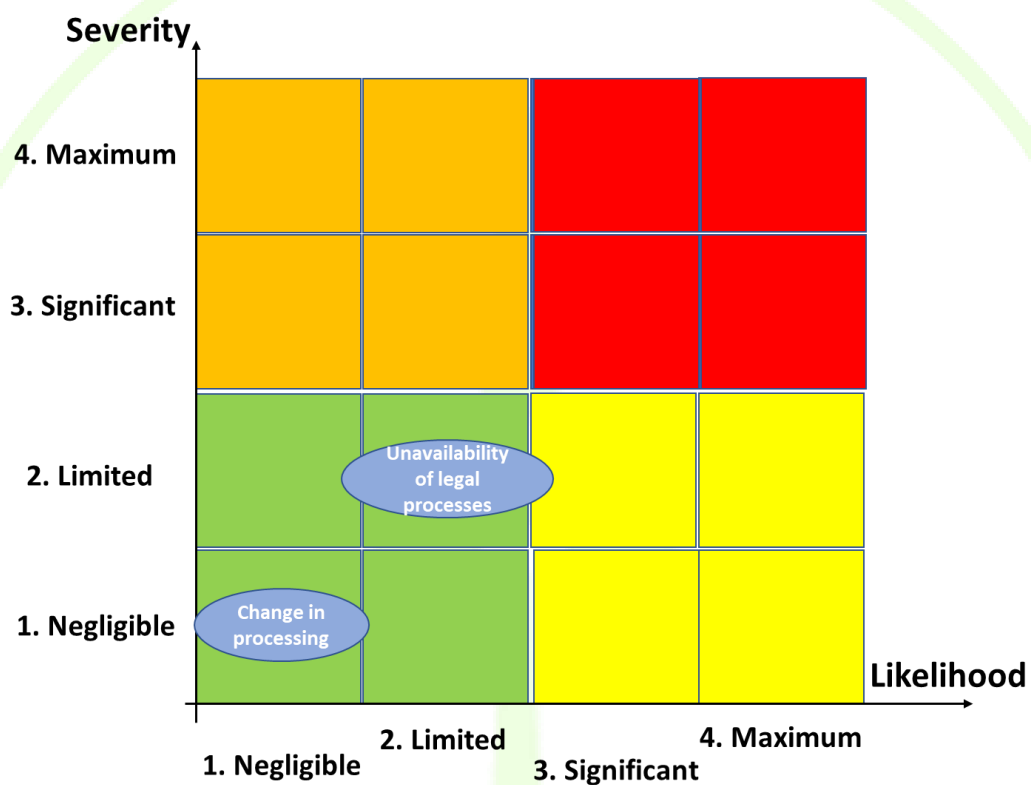 Severity
4. Maximum
3. Significant
2. Limited
Unavailability
of legal
processes
1. Negligible
Change in
processing
Likelihood
2. Limited
4. Maximum
1. Negligible
3. Significant